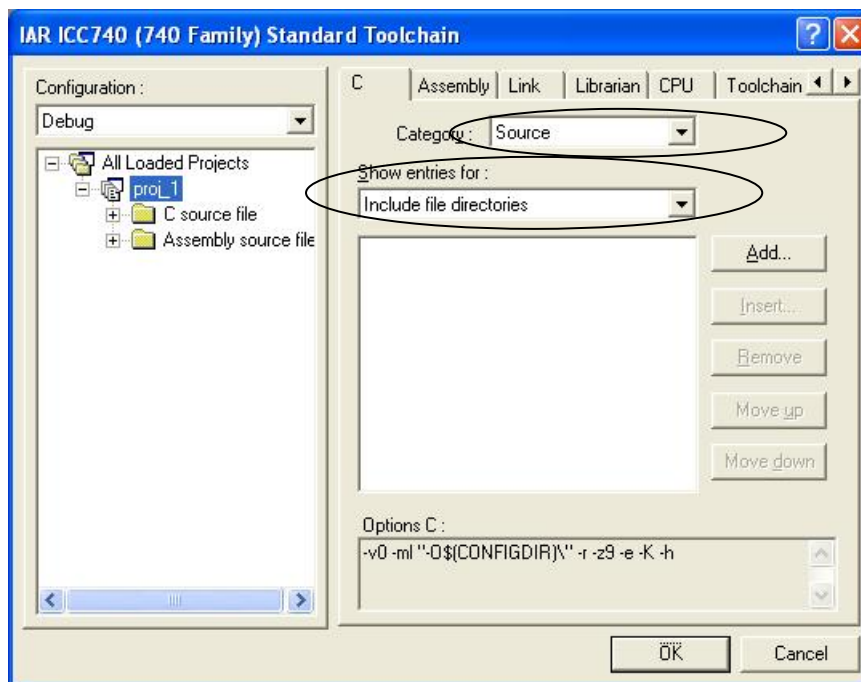 IAR ICC740 (740 Family) Standard Toolchain
Configuration :
Debug
All Loaded Projects
proj_1
C source file
Assembly source file
C Assembly Link Librarian CPU Toolchain
Category : Source
Show entries for :
Include file directories
Add...
Insert...
Remove
Move up
Move down
Options C :
-v0 -ml "-O$(CONFIGDIR)\" -r -z9 -e -K -h
OK Cancel